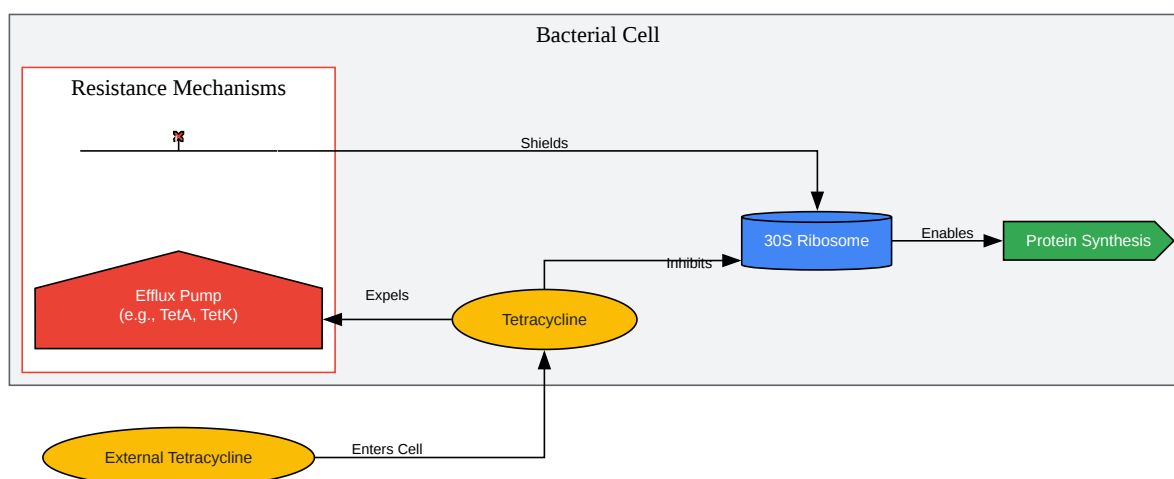 Bacterial Cell
Resistance Mechanisms
Shields
30S Ribosome
Enables
Protein Synthesis
Inhibits
Efflux Pump
(e.g., TetA, TetK)
Expels
Tetracycline
External Tetracycline
Enters Cell